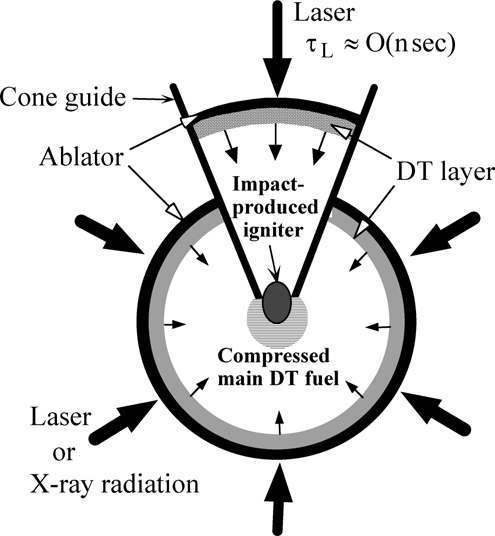 Laser
τL ≈ O(nsec)
Cone guide
Ablator
DT layer
Impact-
produced
igniter
Compressed
main DT fuel
Laser
or
X-ray radiation